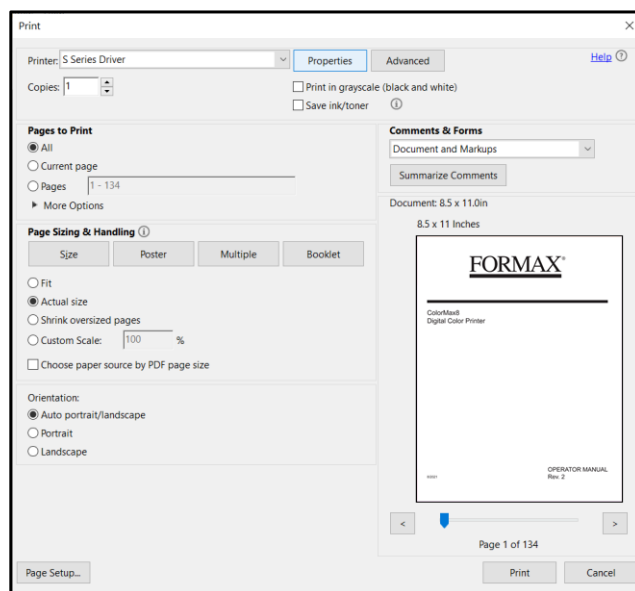 Print
Printer: S Series Driver Properties Advanced Help
Copies: 1 Print in grayscale (black and white)
Save ink/toner
Pages to Print
All
Current page
Pages 1 - 134
More Options
Page Sizing & Handling
Size Poster Multiple Booklet
Fit
Actual size
Shrink oversized pages
Custom Scale: 100 %
Choose paper source by PDF page size
Orientation:
Auto portrait/landscape
Portrait
Landscape
Comments & Forms
Document and Markups
Summarize Comments
Document: 8.5 x 11.0in
8.5 x 11 Inches
FORMAX®
ColorMax8
Digital Color Printer
OPERATOR MANUAL
Rev. 2
< >
Page 1 of 134
Page Setup... Print Cancel